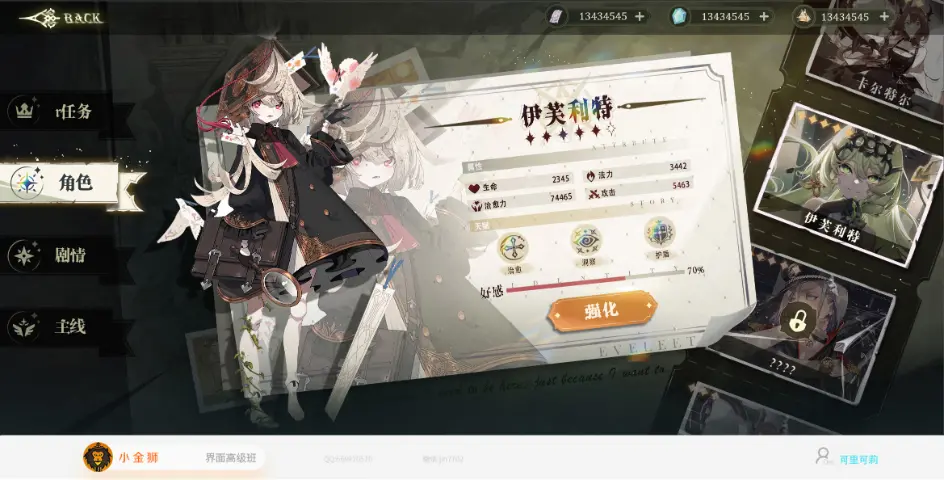 BACK
13434545 +
13434545 +
13434545 +
任务
角色
剧情
主线
伊芙利特
属性
生命 2345
法力 3442
治愈力 74465
攻击 5463
STORY
治愈
洞察
护盾
好感
70%
强化
EVELEET
卡尔特尔
伊芙利特
????
小金狮
界面高级班
可里可莉